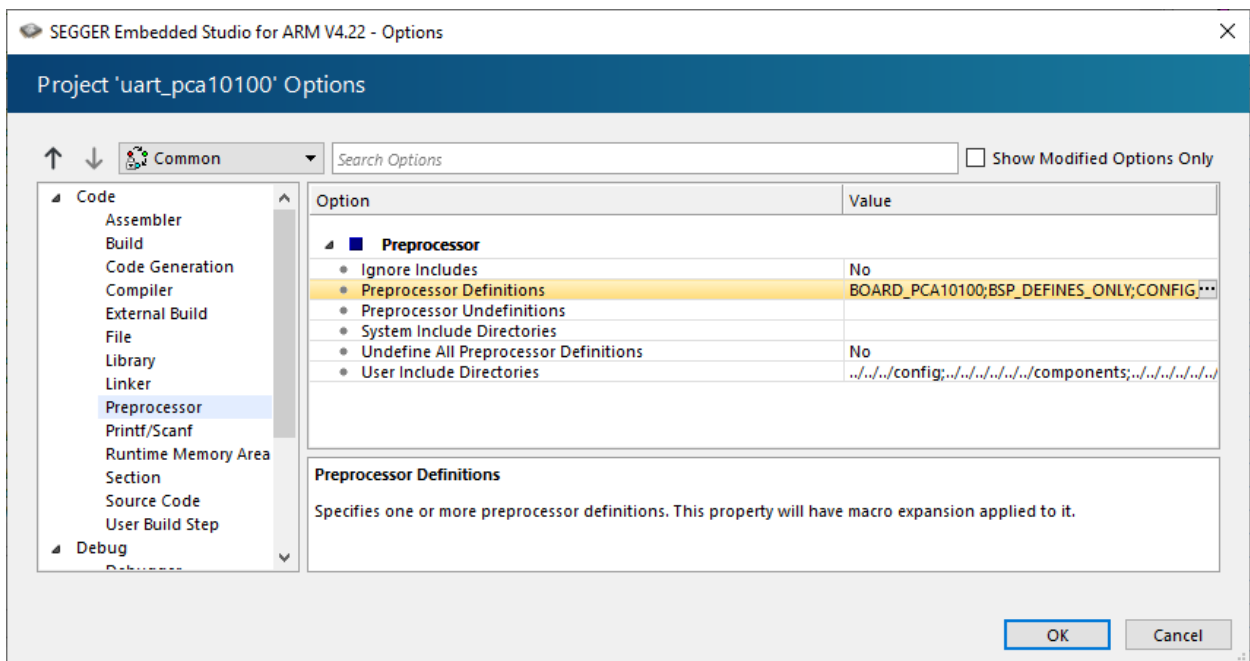 SEGGER Embedded Studio for ARM V4.22 - Options
Project 'uart_pca10100' Options
Common
Search Options
Show Modified Options Only
Code
Assembler
Build
Code Generation
Compiler
External Build
File
Library
Linker
Preprocessor
Printf/Scanf
Runtime Memory Area
Section
Source Code
User Build Step
Debug
Debugger
Option Value
Preprocessor
Ignore Includes No
Preprocessor Definitions BOARD_PCA10100;BSP_DEFINES_ONLY;CONFIG_...
Preprocessor Undefinitions
System Include Directories
Undefine All Preprocessor Definitions No
User Include Directories ../../../config;../../../../../../components;../../../../../../
Preprocessor Definitions
Specifies one or more preprocessor definitions. This property will have macro expansion applied to it.
OK Cancel